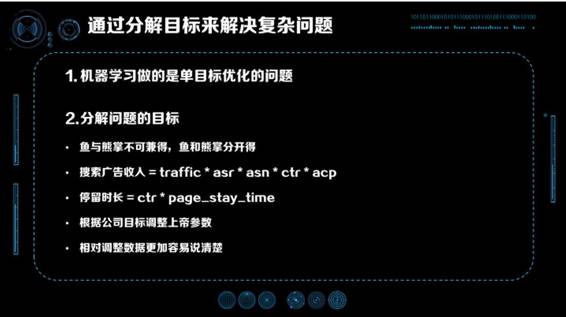 通过分解目标来解决复杂问题
1.机器学习做的是单目标优化的问题
2.分解问题的目标
• 鱼与熊掌不可兼得，鱼和熊掌分开得
• 搜索广告收入 = traffic * asr * asn * ctr * acp
• 停留时长 = ctr * page_stay_time
• 根据公司目标调整上帝参数
• 相对调整数据更加容易说清楚